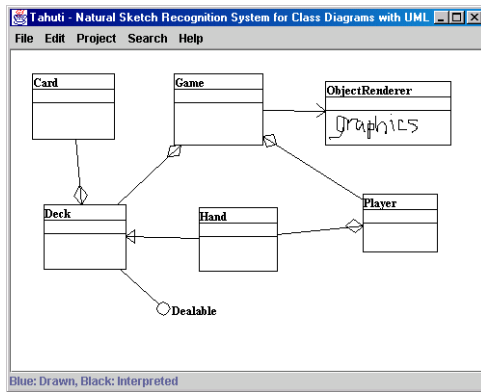 Tahuti - Natural Sketch Recognition System for Class Diagrams with UML
File Edit Project Search Help
Card
Game
ObjectRenderer
graphics
Deck
Hand
Player
Dealable
Blue: Drawn, Black: Interpreted